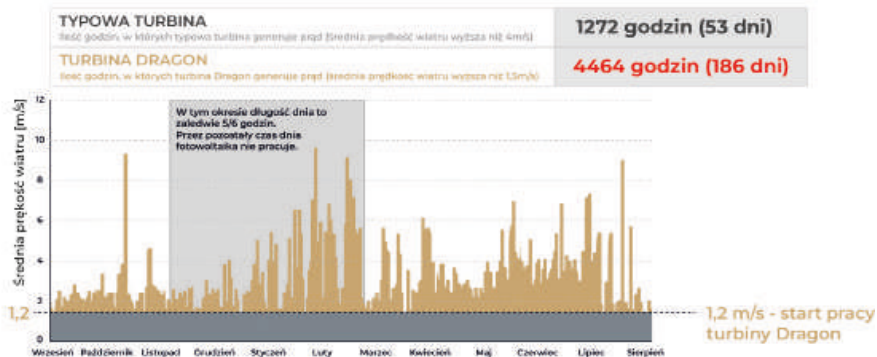 TYPOWA TURBINA
Ilość godzin, w których typowa turbina generuje prąd (średnia prędkość wiatru wyższa niż 4m/s)
1272 godzin (53 dni)
TURBINA DRAGON
Ilość godzin, w których turbina Dragon generuje prąd (średnia prędkość wiatru wyższa niż 1,5m/s)
4464 godzin (186 dni)
Średnia prękość wiatru [m/s]
12
10
8
6
4
2
0
1,2
W tym okresie długość dnia to
zaledwie 5/6 godzin.
Przez pozostały czas dnia
fotowoltaika nie pracuje.
1,2 m/s - start pracy
turbiny Dragon
Wrzesień Październik Listopad Grudzień Styczeń Luty Marzec Kwiecień Maj Czerwiec Lipiec Sierpień